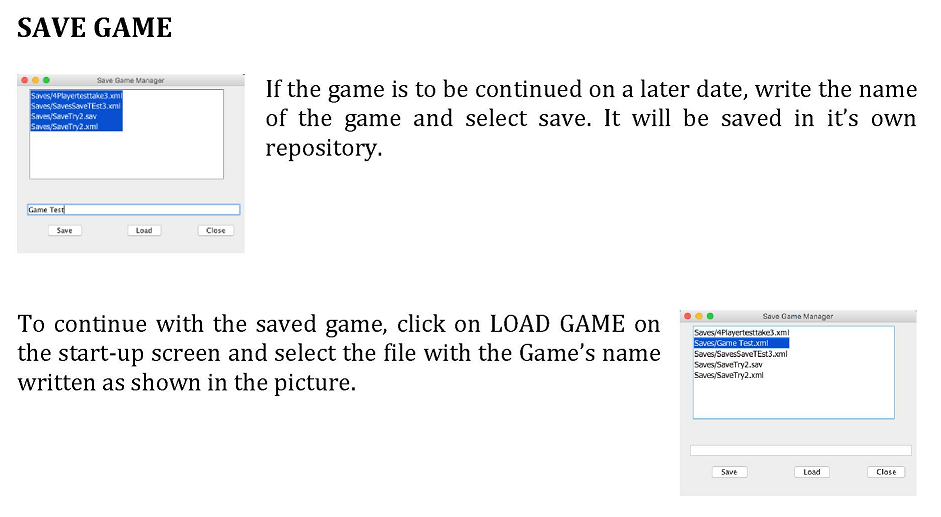 SAVE GAME
Save Game Manager
Saves/4Playertesttake3.xml
Saves/SavesSaveTEst3.xml
Saves/SaveTry2.sav
Saves/SaveTry2.xml
Game Test
Save Load Close
If the game is to be continued on a later date, write the name
of the game and select save. It will be saved in it’s own
repository.
To continue with the saved game, click on LOAD GAME on
the start-up screen and select the file with the Game’s name
written as shown in the picture.
Save Game Manager
Saves/4Playertesttake3.xml
Saves/Game Test.xml
Saves/SavesSaveTEst3.xml
Saves/SaveTry2.sav
Saves/SaveTry2.xml
Save Load Close